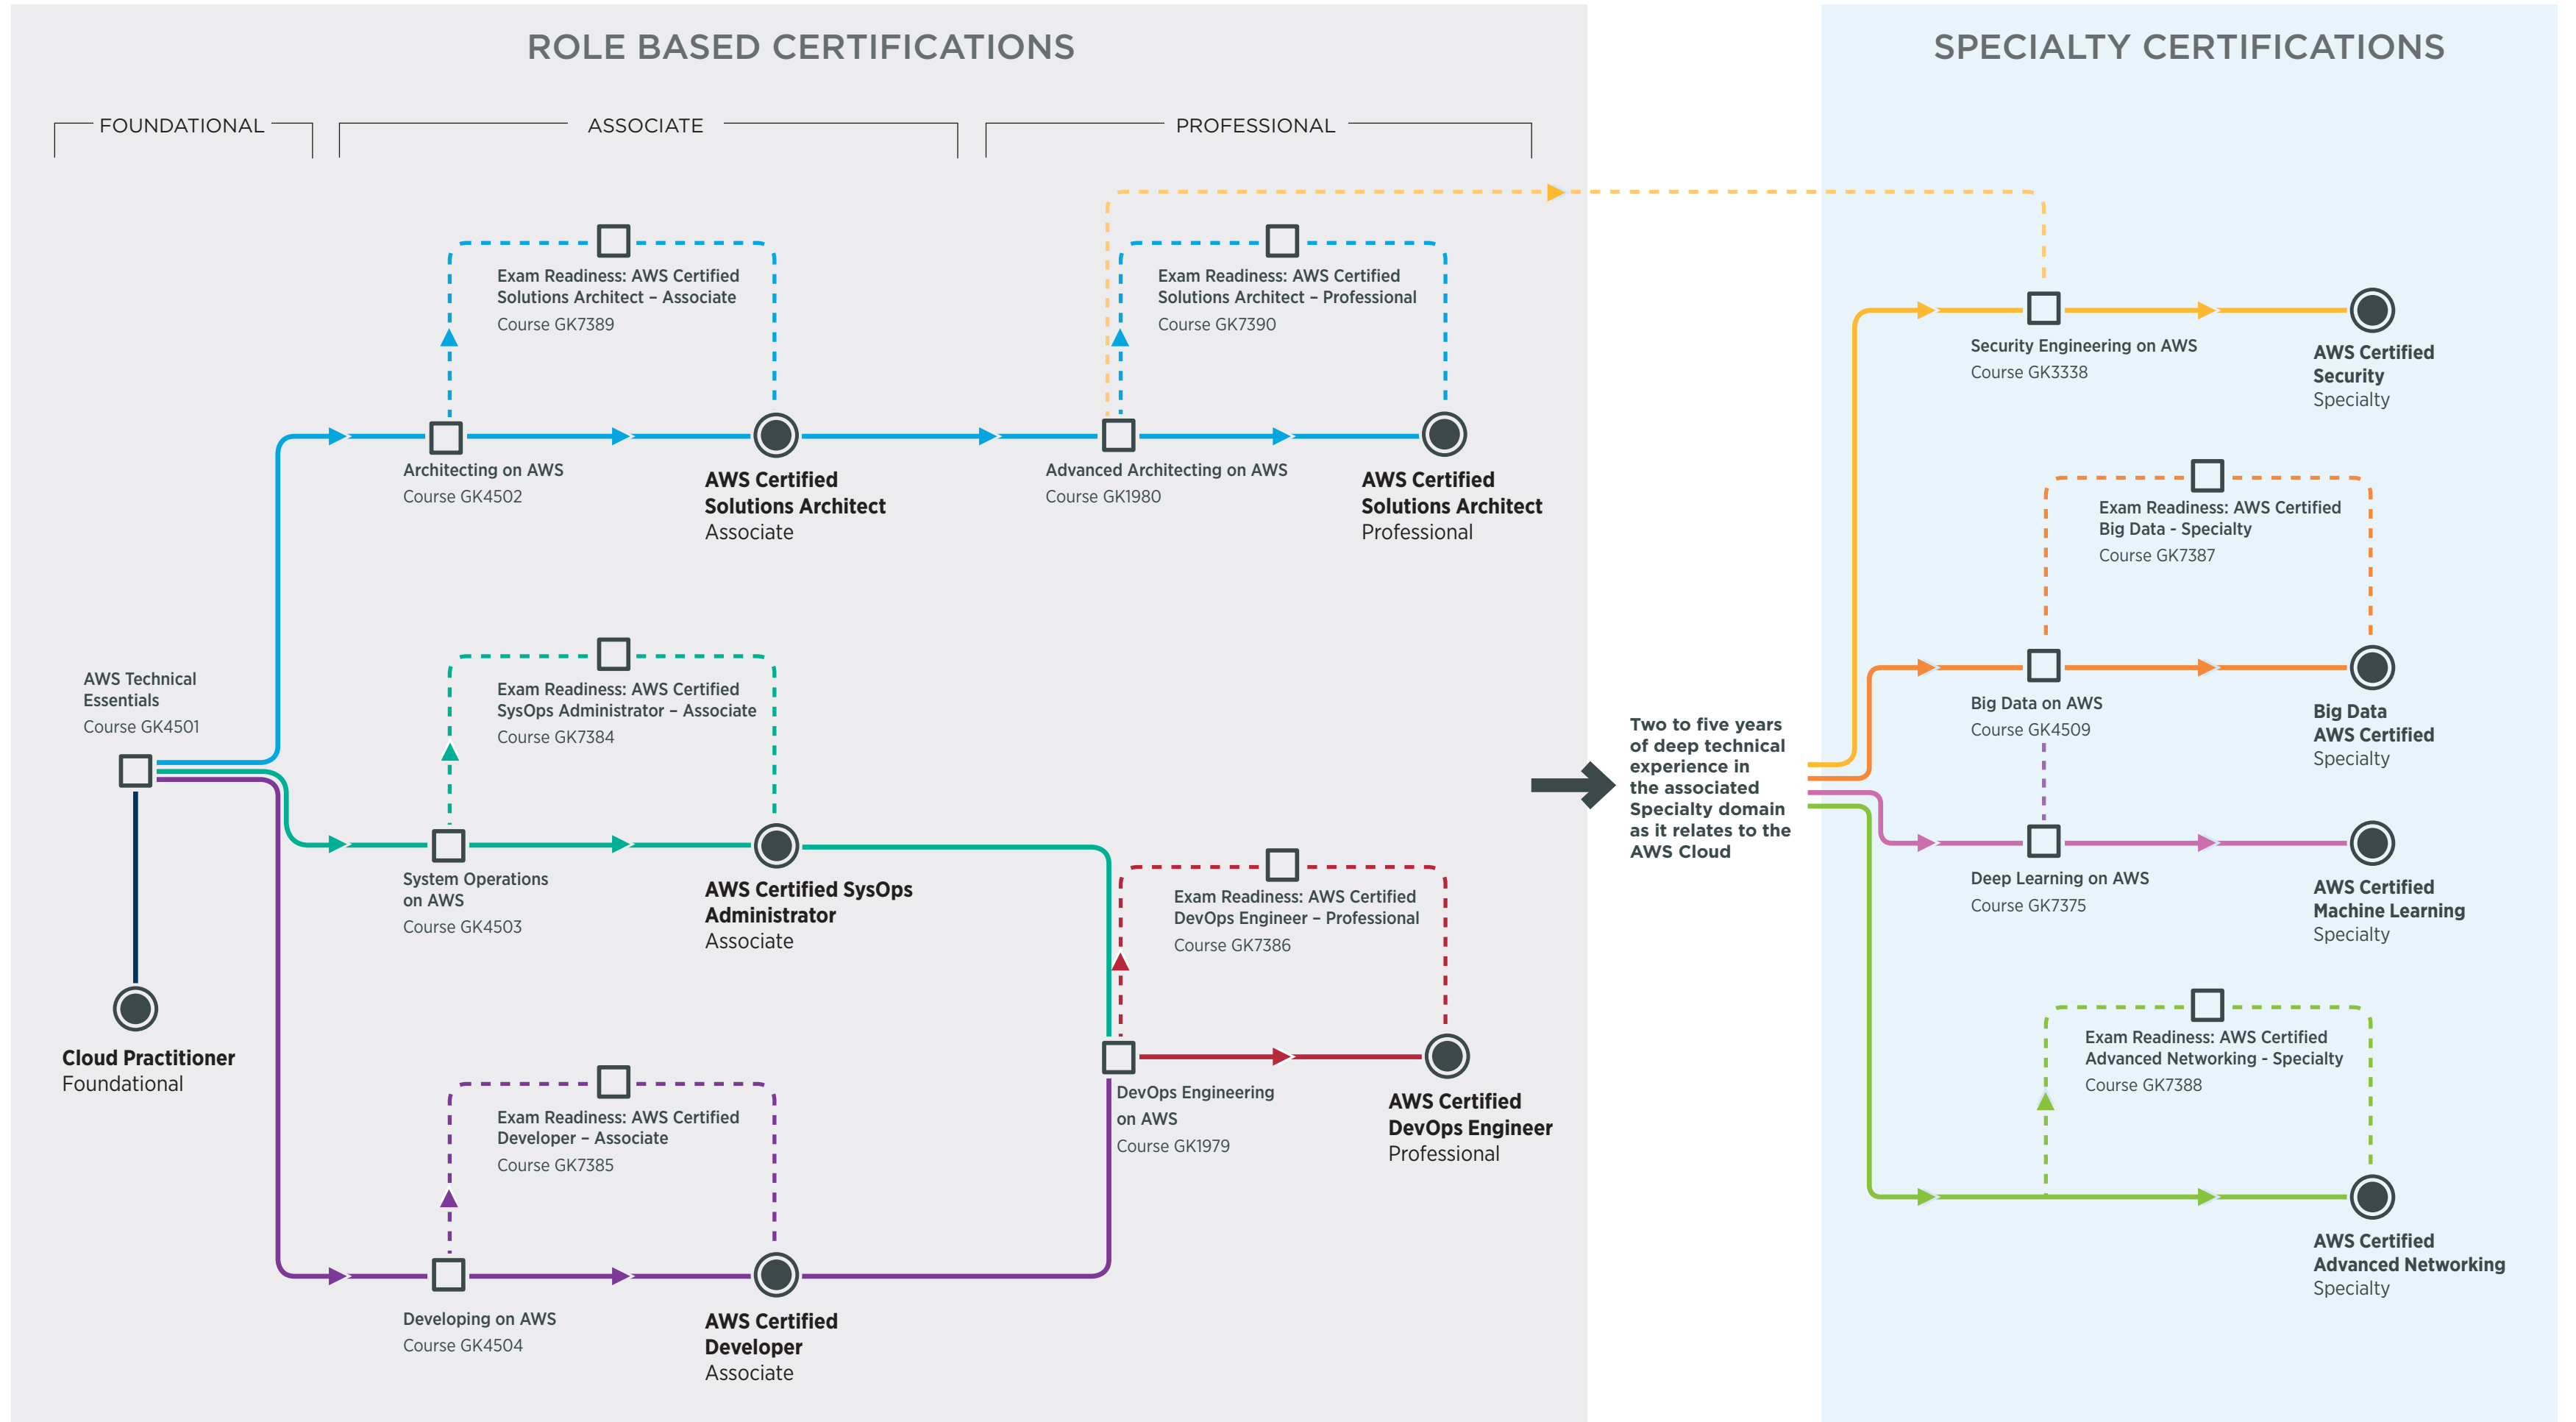 ROLE BASED CERTIFICATIONS
FOUNDATIONAL
ASSOCIATE
PROFESSIONAL
AWS Technical
Essentials
Course GK4501
Cloud Practitioner
Foundational
Exam Readiness: AWS Certified
Solutions Architect – Associate
Course GK7389
Architecting on AWS
Course GK4502
AWS Certified
Solutions Architect
Associate
Exam Readiness: AWS Certified
Solutions Architect – Professional
Course GK7390
Advanced Architecting on AWS
Course GK1980
AWS Certified
Solutions Architect
Professional
Exam Readiness: AWS Certified
SysOps Administrator – Associate
Course GK7384
System Operations
on AWS
Course GK4503
AWS Certified SysOps
Administrator
Associate
Exam Readiness: AWS Certified
DevOps Engineer – Professional
Course GK7386
DevOps Engineering
on AWS
Course GK1979
AWS Certified
DevOps Engineer
Professional
Exam Readiness: AWS Certified
Developer – Associate
Course GK7385
Developing on AWS
Course GK4504
AWS Certified
Developer
Associate
Two to five years
of deep technical
experience in
the associated
Specialty domain
as it relates to the
AWS Cloud
SPECIALTY CERTIFICATIONS
Security Engineering on AWS
Course GK3338
AWS Certified
Security
Specialty
Exam Readiness: AWS Certified
Big Data - Specialty
Course GK7387
Big Data on AWS
Course GK4509
Big Data
AWS Certified
Specialty
Deep Learning on AWS
Course GK7375
AWS Certified
Machine Learning
Specialty
Exam Readiness: AWS Certified
Advanced Networking - Specialty
Course GK7388
AWS Certified
Advanced Networking
Specialty